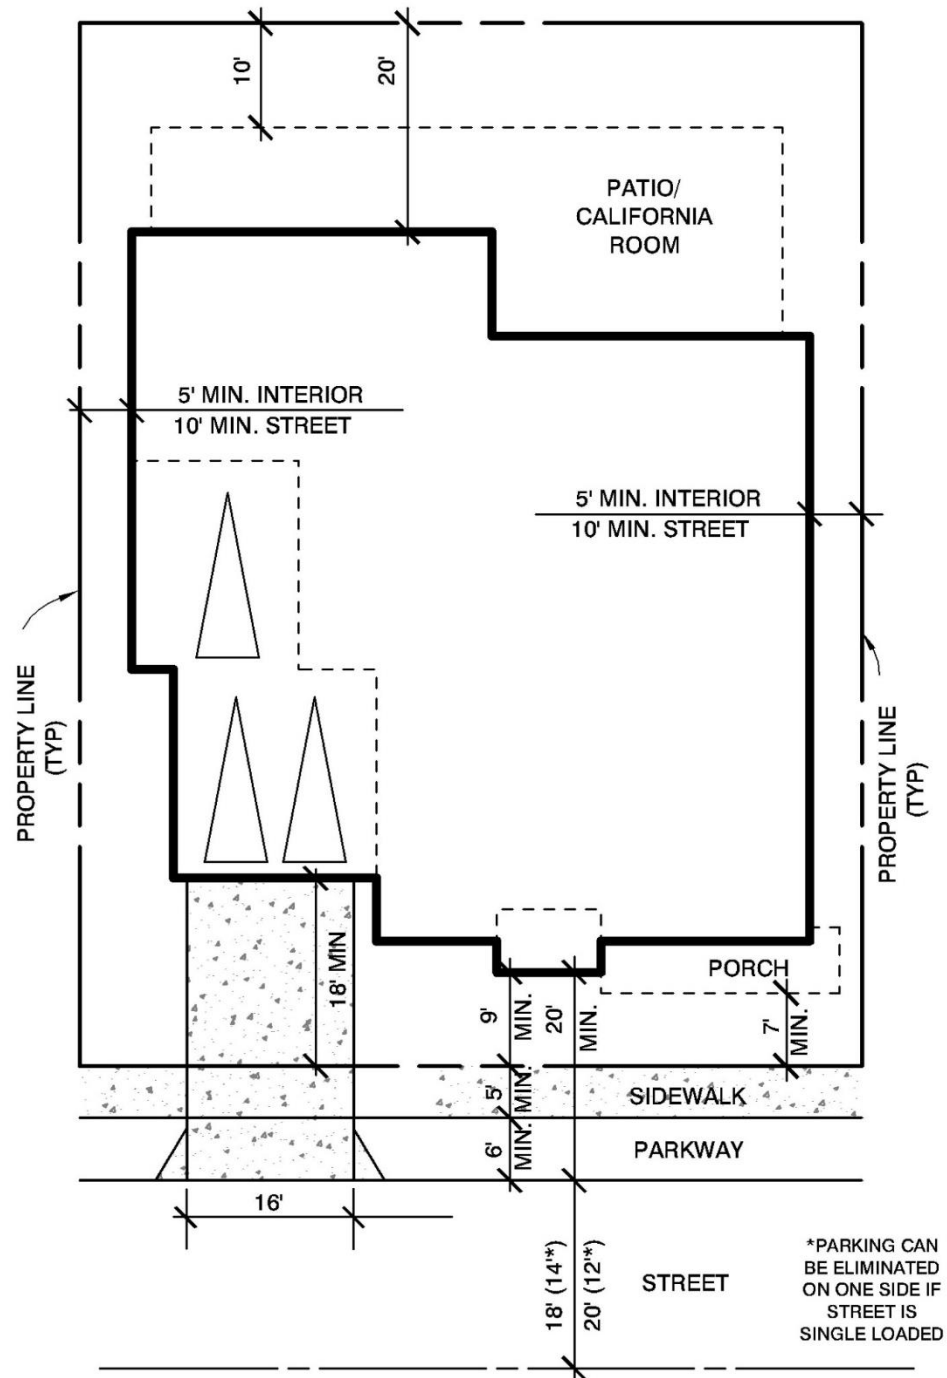 10'
20'
PATIO/
CALIFORNIA
ROOM
5' MIN. INTERIOR
10' MIN. STREET
5' MIN. INTERIOR
10' MIN. STREET
PROPERTY LINE
(TYP)
PROPERTY LINE
(TYP)
18' MIN
PORCH
9'
MIN.
20'
MIN.
7'
MIN.
5'
MIN.
SIDEWALK
6'
MIN.
PARKWAY
16'
18' (14'*)
20' (12'*)
STREET
*PARKING CAN
BE ELIMINATED
ON ONE SIDE IF
STREET IS
SINGLE LOADED